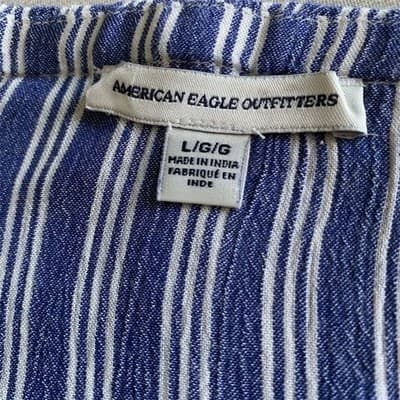 AMERICAN EAGLE OUTFITTERS
L/G/G
MADE IN INDIA
FABRIQUÉ EN
INDE